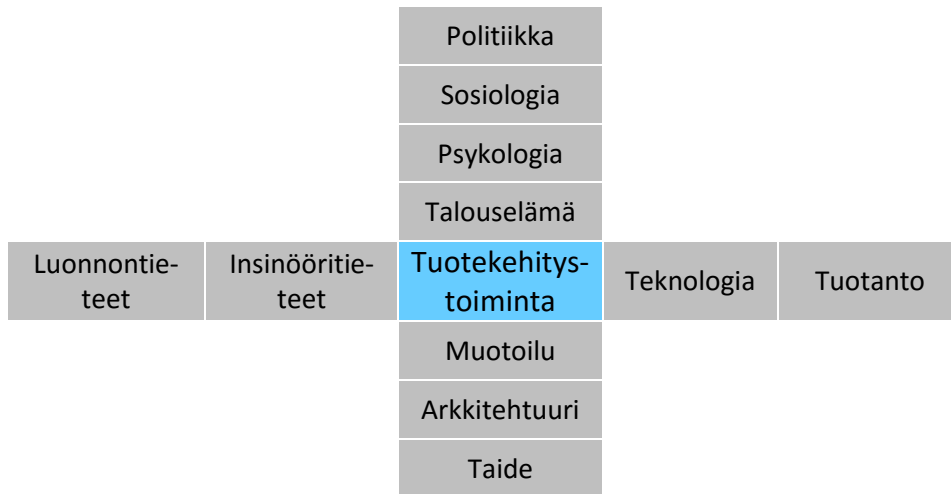 Politiikka
Sosiologia
Psykologia
Talouselämä
Luonnontie-
teet
Insinööritie-
teet
Tuotekehitys-
toiminta
Teknologia
Tuotanto
Muotoilu
Arkkitehtuuri
Taide